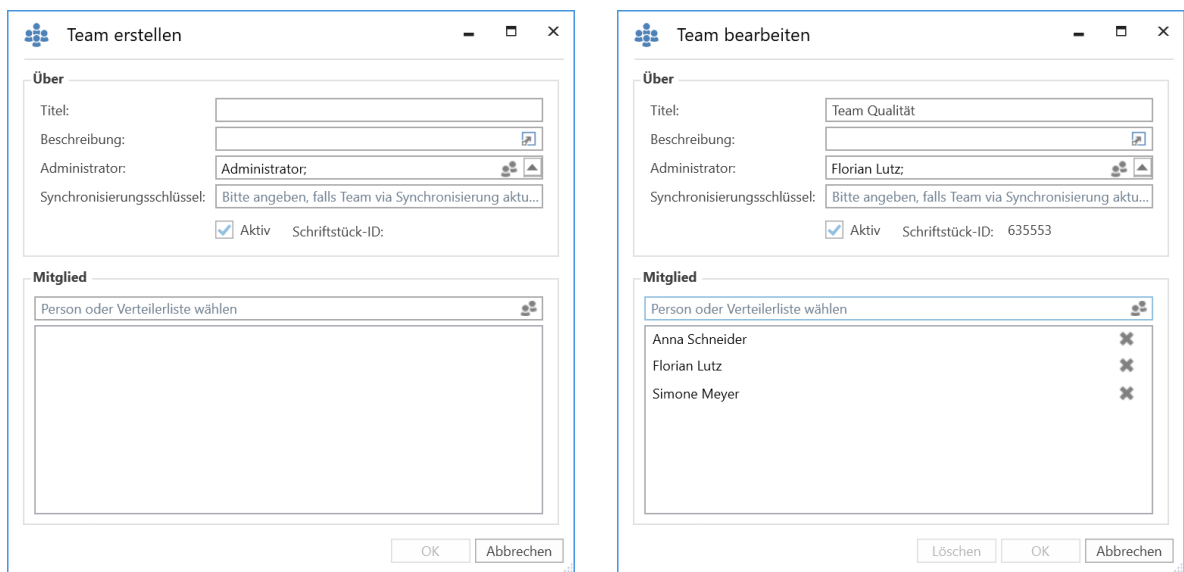 Team erstellen
Über
Titel:
Beschreibung:
Administrator: Administrator;
Synchronisierungsschlüssel: Bitte angeben, falls Team via Synchronisierung aktu...
Aktiv Schriftstück-ID:
Mitglied
Person oder Verteilerliste wählen
OK Abbrechen
Team bearbeiten
Über
Titel: Team Qualität
Beschreibung:
Administrator: Florian Lutz;
Synchronisierungsschlüssel: Bitte angeben, falls Team via Synchronisierung aktu...
Aktiv Schriftstück-ID: 635553
Mitglied
Person oder Verteilerliste wählen
Anna Schneider
Florian Lutz
Simone Meyer
Löschen OK Abbrechen